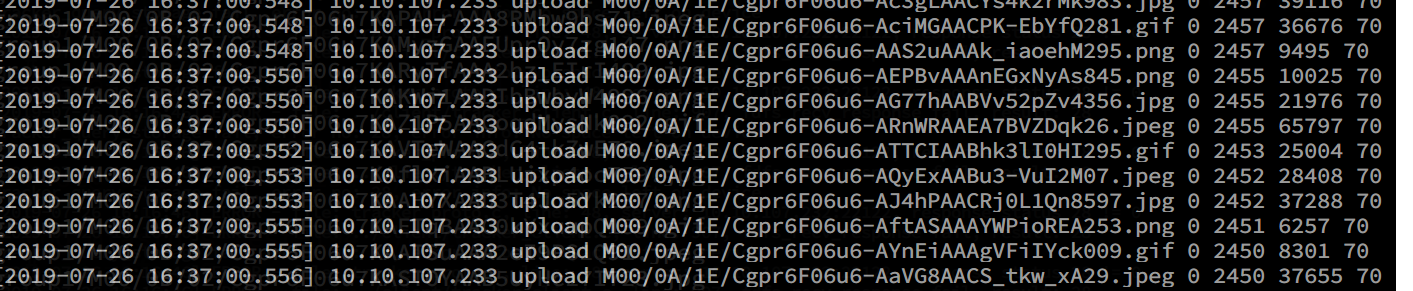 [2019-07-26 16:37:00.548] 10.10.107.233 upload M00/0A/1E/Cgpr6F06u6-AcSgLAACYs4k2rMk983.jpg 0 2457 39116 70
[2019-07-26 16:37:00.548] 10.10.107.233 upload M00/0A/1E/Cgpr6F06u6-AciMGAACPK-EbYfQ281.gif 0 2457 36676 70
[2019-07-26 16:37:00.548] 10.10.107.233 upload M00/0A/1E/Cgpr6F06u6-AAS2uAAAk_iaoehM295.png 0 2457 9495 70
[2019-07-26 16:37:00.550] 10.10.107.233 upload M00/0A/1E/Cgpr6F06u6-AEPBvAAAnEGxNyAs845.png 0 2455 10025 70
[2019-07-26 16:37:00.550] 10.10.107.233 upload M00/0A/1E/Cgpr6F06u6-AG77hAABVv52pZv4356.jpg 0 2455 21976 70
[2019-07-26 16:37:00.550] 10.10.107.233 upload M00/0A/1E/Cgpr6F06u6-ARnWRAAEA7BVZDqk26.jpeg 0 2455 65797 70
[2019-07-26 16:37:00.552] 10.10.107.233 upload M00/0A/1E/Cgpr6F06u6-ATTCIAABhk3lI0HI295.gif 0 2453 25004 70
[2019-07-26 16:37:00.553] 10.10.107.233 upload M00/0A/1E/Cgpr6F06u6-AQyExAABu3-VuI2M07.jpeg 0 2452 28408 70
[2019-07-26 16:37:00.553] 10.10.107.233 upload M00/0A/1E/Cgpr6F06u6-AJ4hPAACRj0L1Qn8597.jpg 0 2452 37288 70
[2019-07-26 16:37:00.555] 10.10.107.233 upload M00/0A/1E/Cgpr6F06u6-AftASAAAYWPioREA253.png 0 2451 6257 70
[2019-07-26 16:37:00.555] 10.10.107.233 upload M00/0A/1E/Cgpr6F06u6-AYnEiAAAgVFiIYck009.gif 0 2450 8301 70
[2019-07-26 16:37:00.556] 10.10.107.233 upload M00/0A/1E/Cgpr6F06u6-AaVG8AACS_tkw_xA29.jpeg 0 2450 37655 70